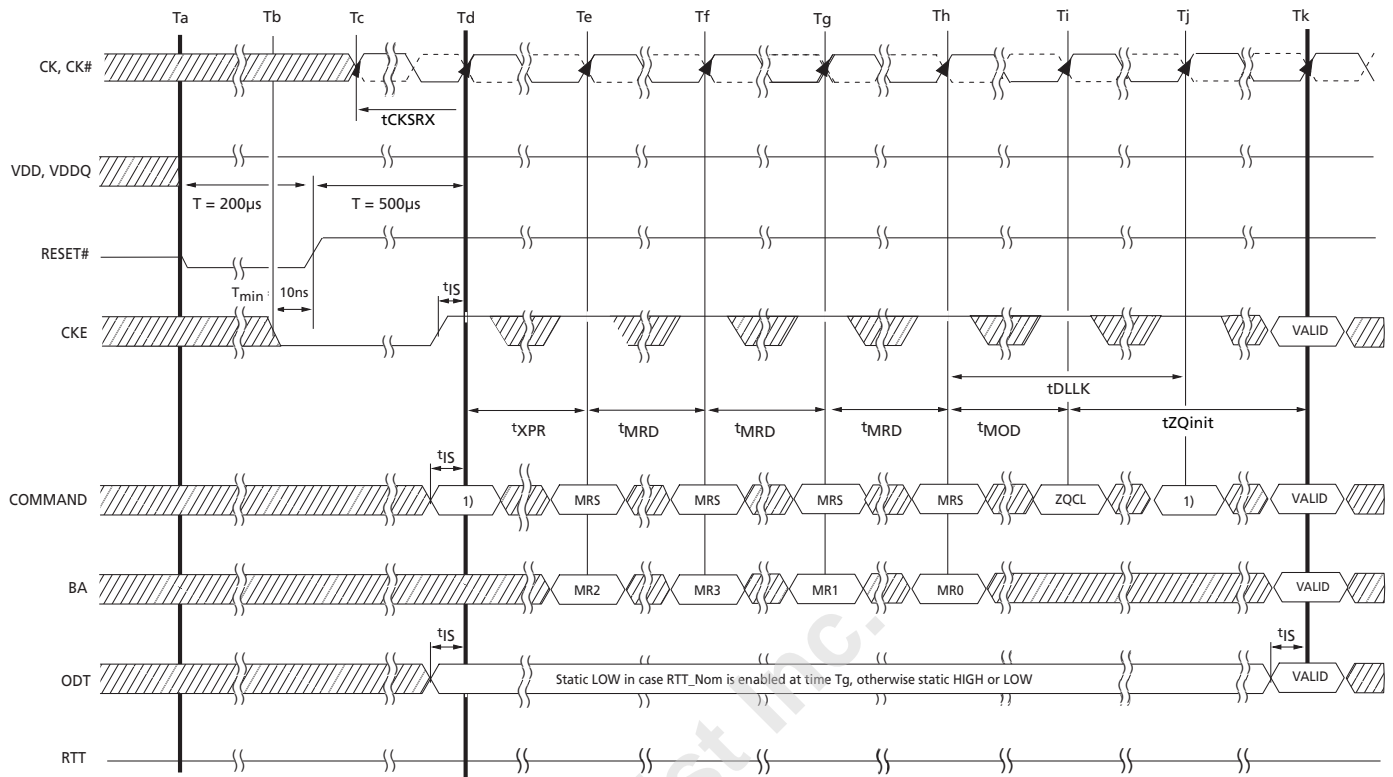 Ta Tb Tc Td Te Tf Tg Th Ti Tj Tk
CK, CK#
tCKSRX
VDD, VDDQ
T = 200µs T = 500µs
RESET#
Tmin 10ns tIS
CKE VALID
tDLLK
tXPR tMRD tMRD tMRD tMOD tZQinit
tIS
COMMAND 1) MRS MRS MRS MRS ZQCL 1) VALID
BA MR2 MR3 MR1 MR0 VALID
tIS tIS
ODT Static LOW in case RTT_Nom is enabled at time Tg, otherwise static HIGH or LOW VALID
RTT
Inc.